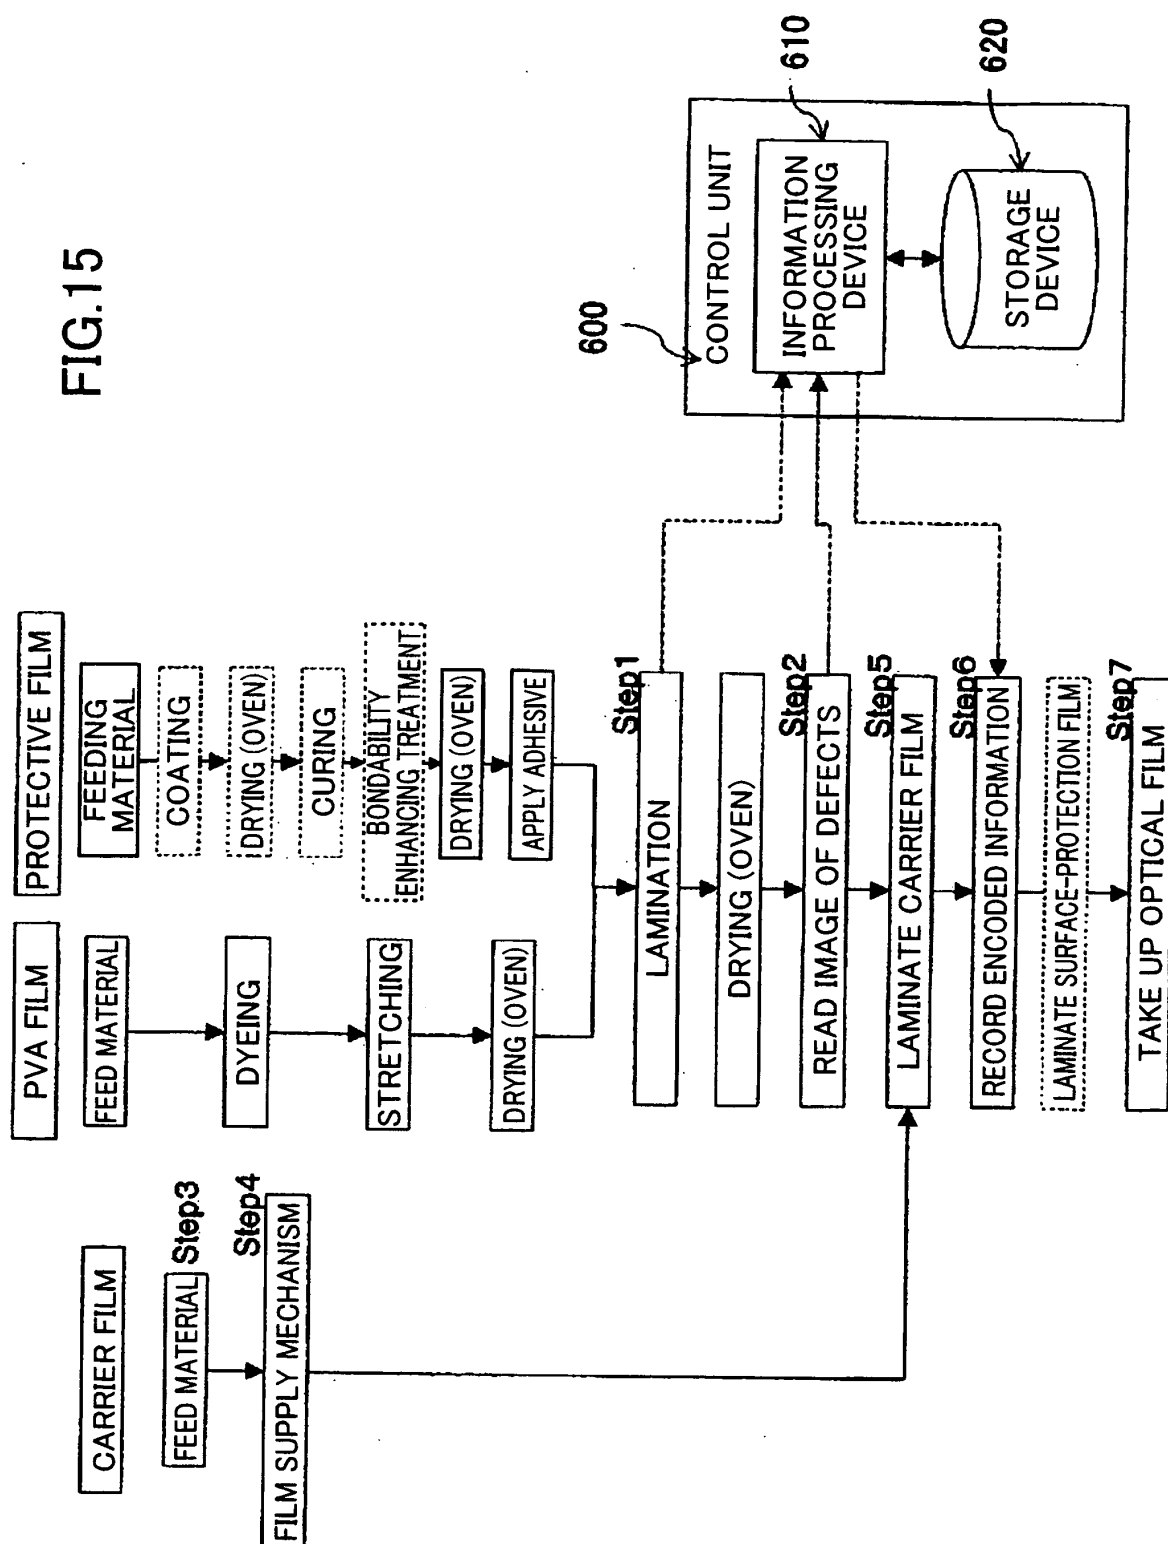 FIG.15
CARRIER FILM
FEED MATERIAL
Step3
Step4
FILM SUPPLY MECHANISM
PVA FILM
FEED MATERIAL
DYEING
STRETCHING
DRYING (OVEN)
PROTECTIVE FILM
FEEDING
MATERIAL
COATING
DRYING (OVEN)
CURING
BONDABILITY
ENHANCING TREATMENT
DRYING (OVEN)
APPLY ADHESIVE
Step1
LAMINATION
DRYING (OVEN)
Step2
READ IMAGE OF DEFECTS
Step5
LAMINATE CARRIER FILM
Step6
RECORD ENCODED INFORMATION
LAMINATE SURFACE-PROTECTION FILM
Step7
TAKE UP OPTICAL FILM
600
CONTROL UNIT
610
INFORMATION
PROCESSING
DEVICE
620
STORAGE
DEVICE